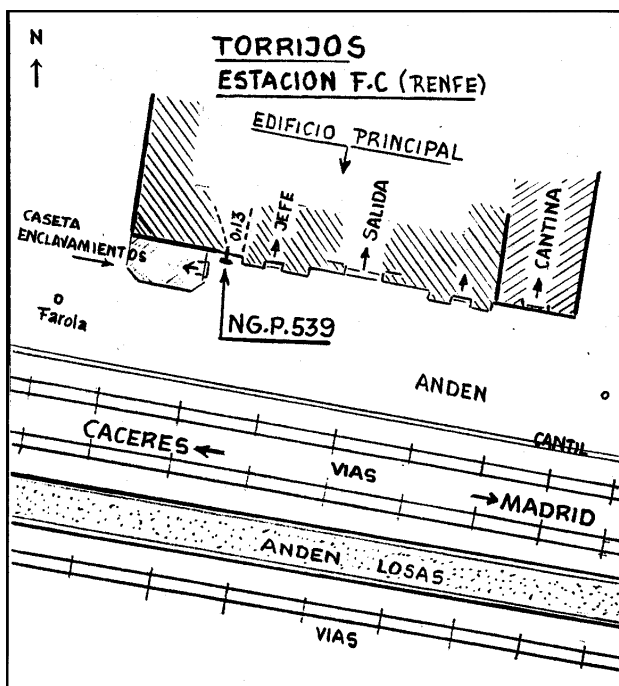 N
TORRIJOS
ESTACION F.C (RENFE)
EDIFICIO PRINCIPAL
CASETA
ENCLAVAMIENTOS
0,13
JEFE
SALIDA
CANTINA
Farola
NG.P.539
ANDEN
CANTIL
CACERES
VIAS
MADRID
ANDEN LOSAS
VIAS